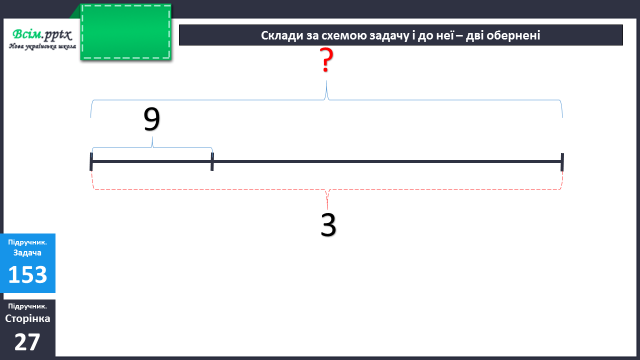 Всім.pptx
Нова українська школа
Склади за схемою задачу і до неї – дві обернені
?
9
3
Підручник.
Задача
153
Підручник.
Сторінка
27